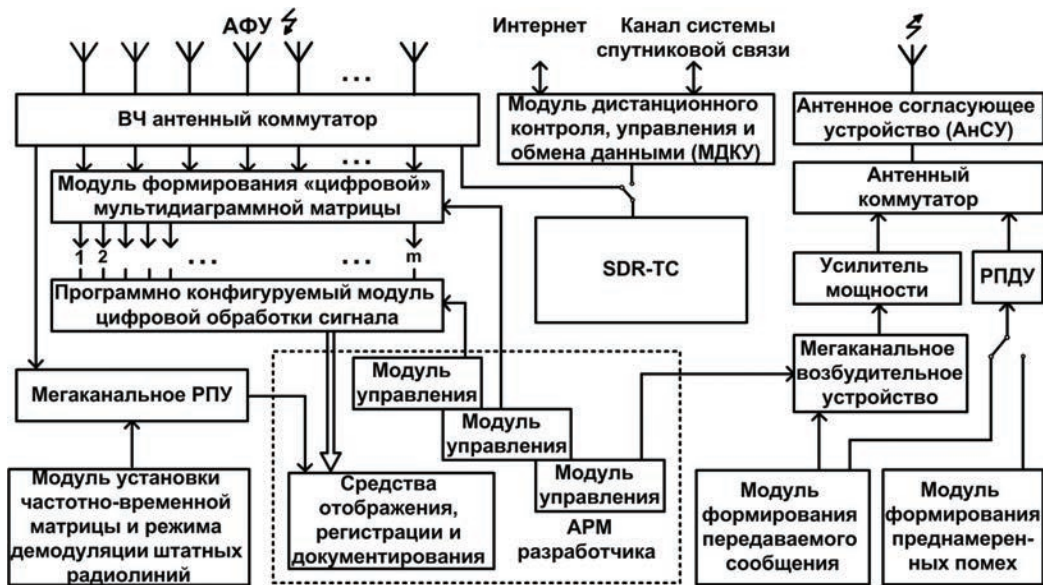 АФУ
Интернет
Канал системы
спутниковой связи
ВЧ антенный коммутатор
Модуль дистанционного
контроля, управления и
обмена данными (МДКУ)
Антенное согласующее
устройство (АнСУ)
Модуль формирования «цифровой»
мультидиаграммной матрицы
Антенный
коммутатор
1 2 ... ... m
SDR-TC
Усилитель
мощности
РПДУ
Программно конфигуруемый модуль
цифровой обработки сигнала
Мегаканальное РПУ
Модуль
управления
Модуль
управления
Модуль
управления
Мегаканальное
возбудительное
устройство
Модуль установки
частотно-временной
матрицы и режима
демодуляции штатных
радиолиний
Средства
отображения,
регистрации и
документирования
АРМ
разработчика
Модуль
формирования
передаваемого
сообщения
Модуль
формирования
преднамерен-
ных помех